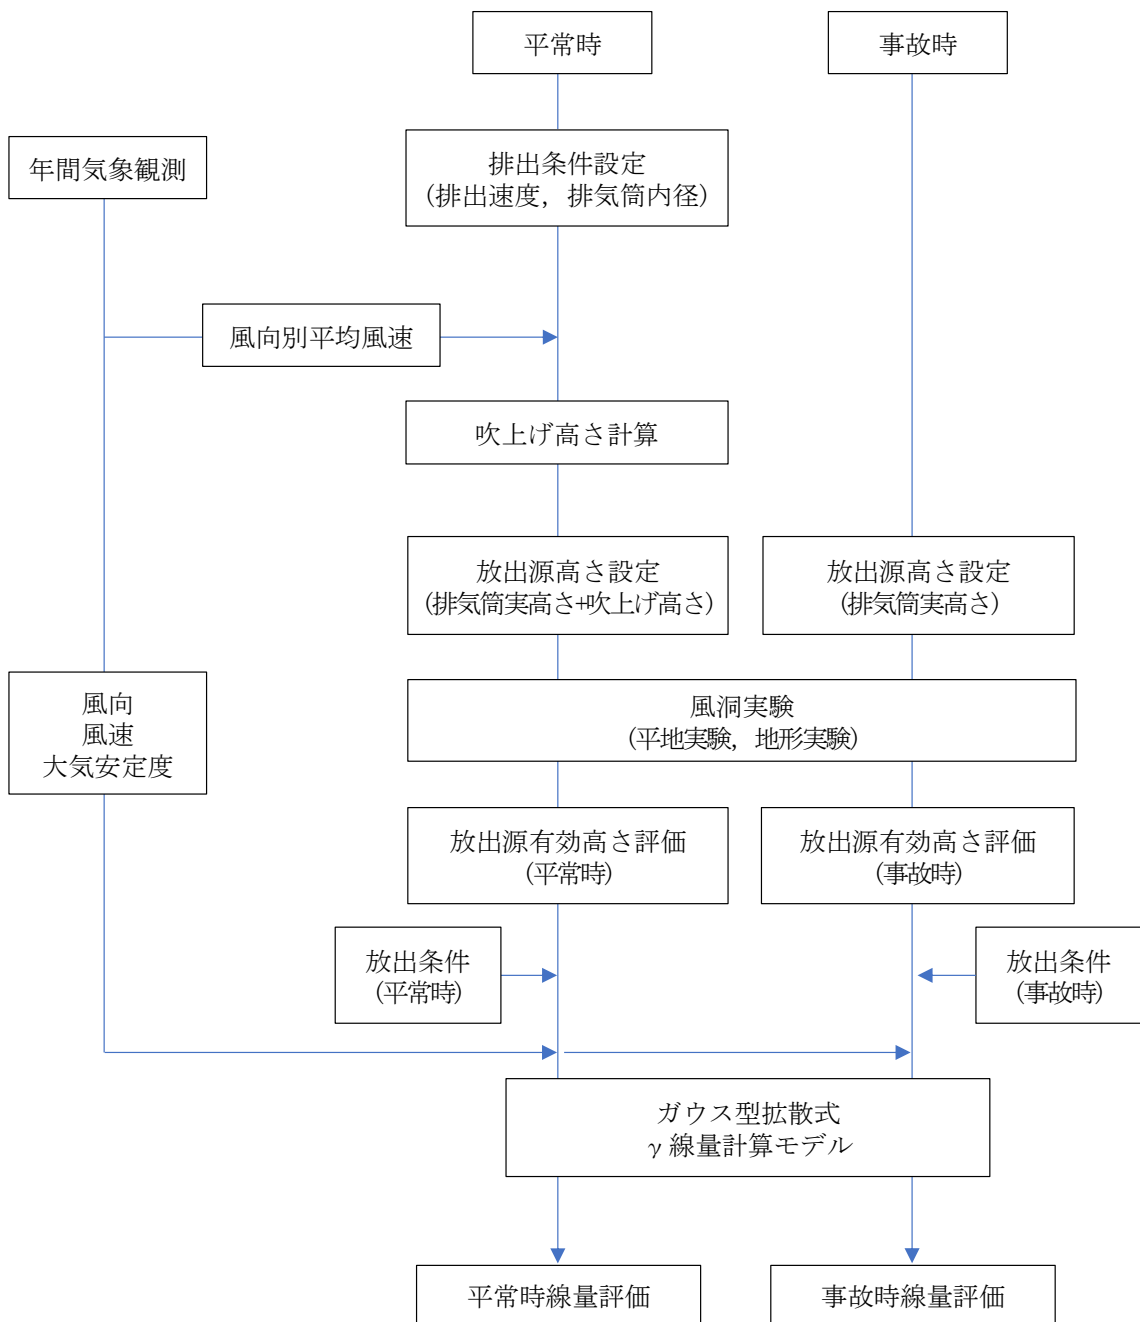 平常時
事故時
年間気象観測
排出条件設定
(排出速度，排気筒内径)
風向別平均風速
吹上げ高さ計算
放出源高さ設定
(排気筒実高さ+吹上げ高さ)
放出源高さ設定
(排気筒実高さ)
風向
風速
大気安定度
風洞実験
(平地実験，地形実験)
放出源有効高さ評価
(平常時)
放出源有効高さ評価
(事故時)
放出条件
(平常時)
放出条件
(事故時)
ガウス型拡散式
γ線量計算モデル
平常時線量評価
事故時線量評価